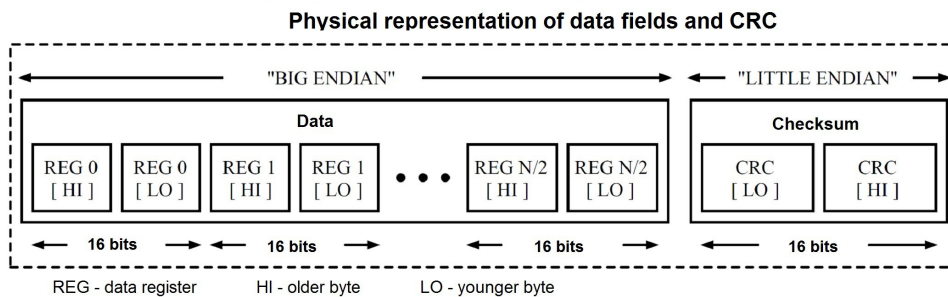 Physical representation of data fields and CRC
"BIG ENDIAN" "LITTLE ENDIAN"
Data Checksum
REG 0 REG 0 REG 1 REG 1 REG N/2 REG N/2 CRC CRC
[ HI ] [ LO ] [ HI ] [ LO ] [ HI ] [ LO ] [ LO ] [ HI ]
16 bits 16 bits 16 bits 16 bits
REG - data register HI - older byte LO - younger byte